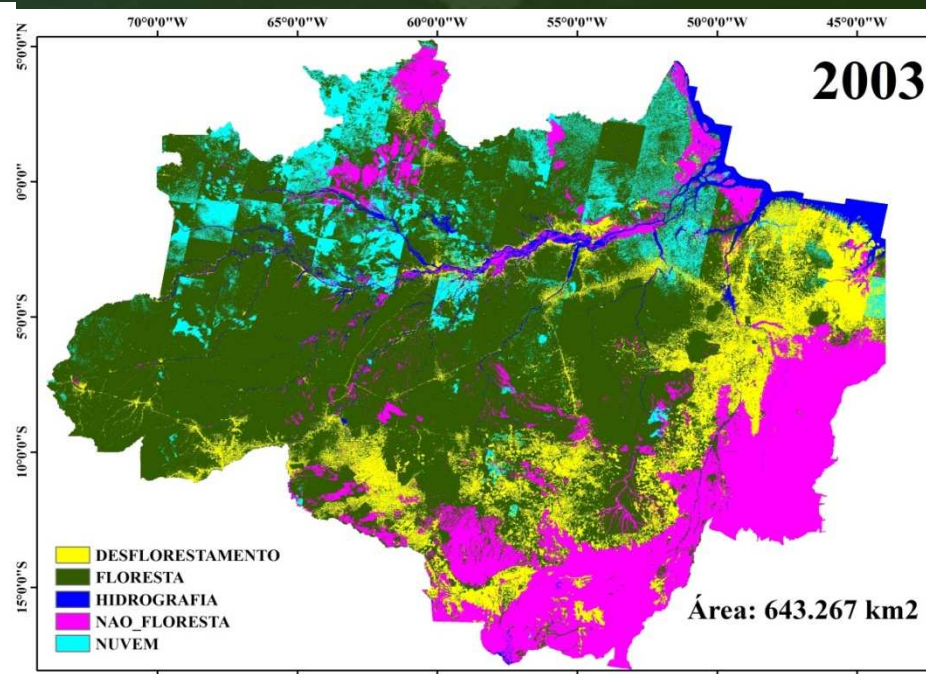 70°0'0"W 65°0'0"W 60°0'0"W 55°0'0"W 50°0'0"W 45°0'0"W
5°0'0"N
2003
0°0'0"
5°0'0"S
10°0'0"S
15°0'0"S
DESFLORESTAMENTO
FLORESTA
HIDROGRAFIA
NAO_FLORESTA
NUVEM
Área: 643.267 km2